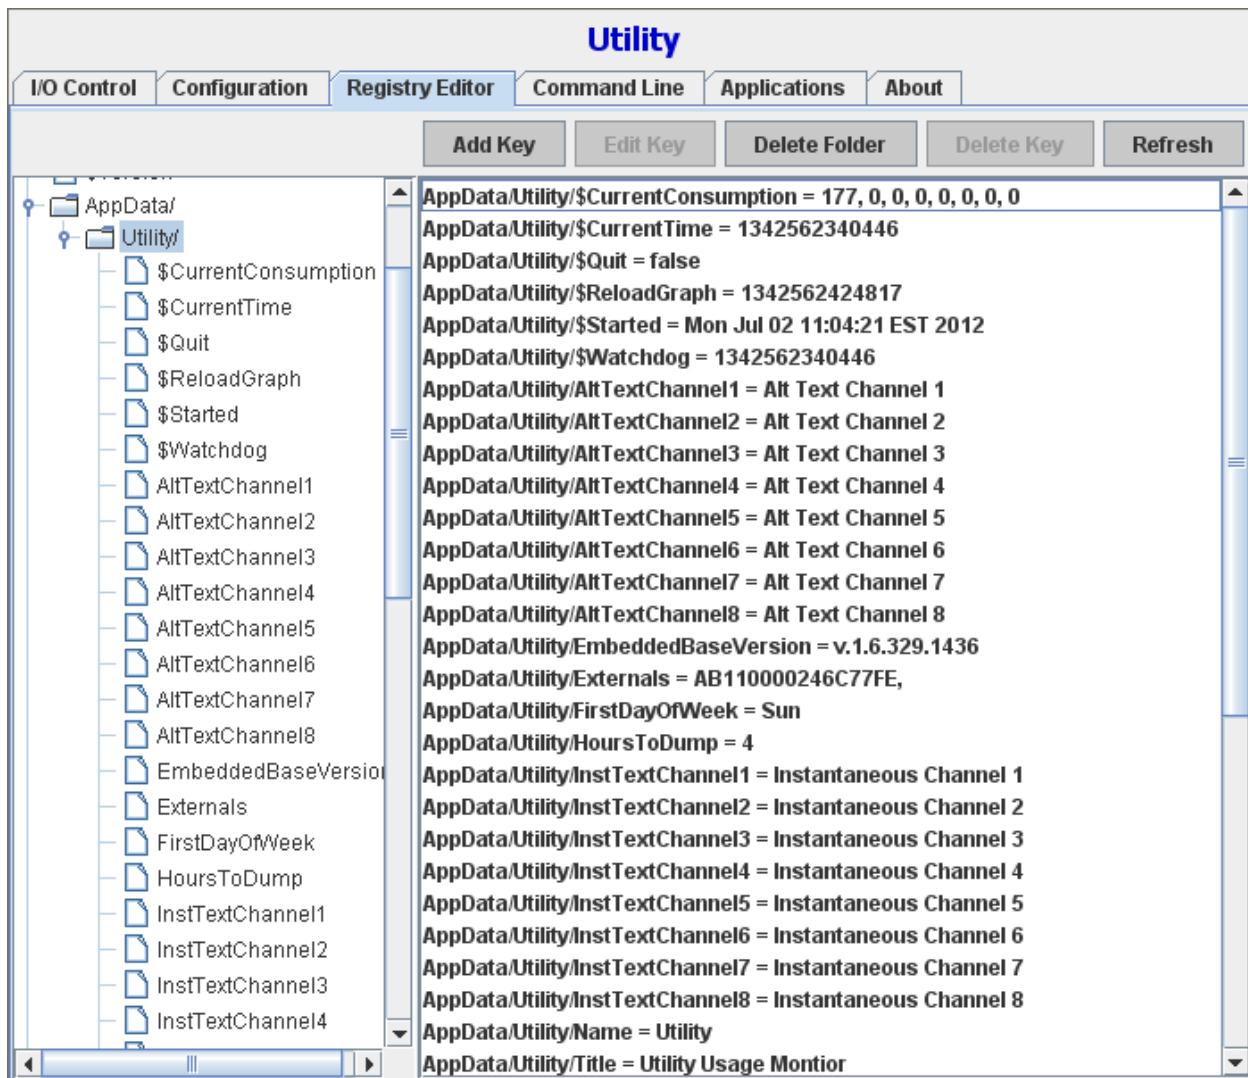 Utility
I/O Control Configuration Registry Editor Command Line Applications About
Add Key Edit Key Delete Folder Delete Key Refresh
AppData/
Utility/
$CurrentConsumption
$CurrentTime
$Quit
$ReloadGraph
$Started
$Watchdog
AltTextChannel1
AltTextChannel2
AltTextChannel3
AltTextChannel4
AltTextChannel5
AltTextChannel6
AltTextChannel7
AltTextChannel8
EmbeddedBaseVersion
Externals
FirstDayOfWeek
HoursToDump
InstTextChannel1
InstTextChannel2
InstTextChannel3
InstTextChannel4
AppData/Utility/$CurrentConsumption = 177, 0, 0, 0, 0, 0, 0, 0
AppData/Utility/$CurrentTime = 1342562340446
AppData/Utility/$Quit = false
AppData/Utility/$ReloadGraph = 1342562424817
AppData/Utility/$Started = Mon Jul 02 11:04:21 EST 2012
AppData/Utility/$Watchdog = 1342562340446
AppData/Utility/AltTextChannel1 = Alt Text Channel 1
AppData/Utility/AltTextChannel2 = Alt Text Channel 2
AppData/Utility/AltTextChannel3 = Alt Text Channel 3
AppData/Utility/AltTextChannel4 = Alt Text Channel 4
AppData/Utility/AltTextChannel5 = Alt Text Channel 5
AppData/Utility/AltTextChannel6 = Alt Text Channel 6
AppData/Utility/AltTextChannel7 = Alt Text Channel 7
AppData/Utility/AltTextChannel8 = Alt Text Channel 8
AppData/Utility/EmbeddedBaseVersion = v.1.6.329.1436
AppData/Utility/Externals = AB110000246C77FE,
AppData/Utility/FirstDayOfWeek = Sun
AppData/Utility/HoursToDump = 4
AppData/Utility/InstTextChannel1 = Instantaneous Channel 1
AppData/Utility/InstTextChannel2 = Instantaneous Channel 2
AppData/Utility/InstTextChannel3 = Instantaneous Channel 3
AppData/Utility/InstTextChannel4 = Instantaneous Channel 4
AppData/Utility/InstTextChannel5 = Instantaneous Channel 5
AppData/Utility/InstTextChannel6 = Instantaneous Channel 6
AppData/Utility/InstTextChannel7 = Instantaneous Channel 7
AppData/Utility/InstTextChannel8 = Instantaneous Channel 8
AppData/Utility/Name = Utility
AppData/Utility/Title = Utility Usage Montior